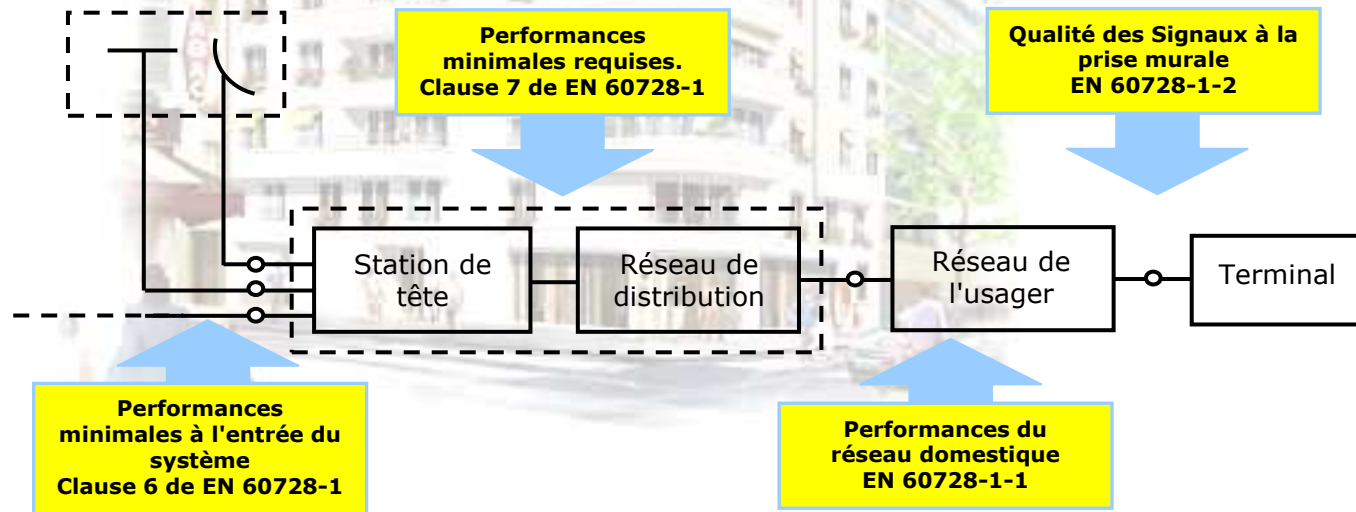 Performances
minimales requises.
Clause 7 de EN 60728-1
Qualité des Signaux à la
prise murale
EN 60728-1-2
Station de
tête
Réseau de
distribution
Réseau de
l'usager
Terminal
Performances
minimales à l'entrée du
système
Clause 6 de EN 60728-1
Performances du
réseau domestique
EN 60728-1-1